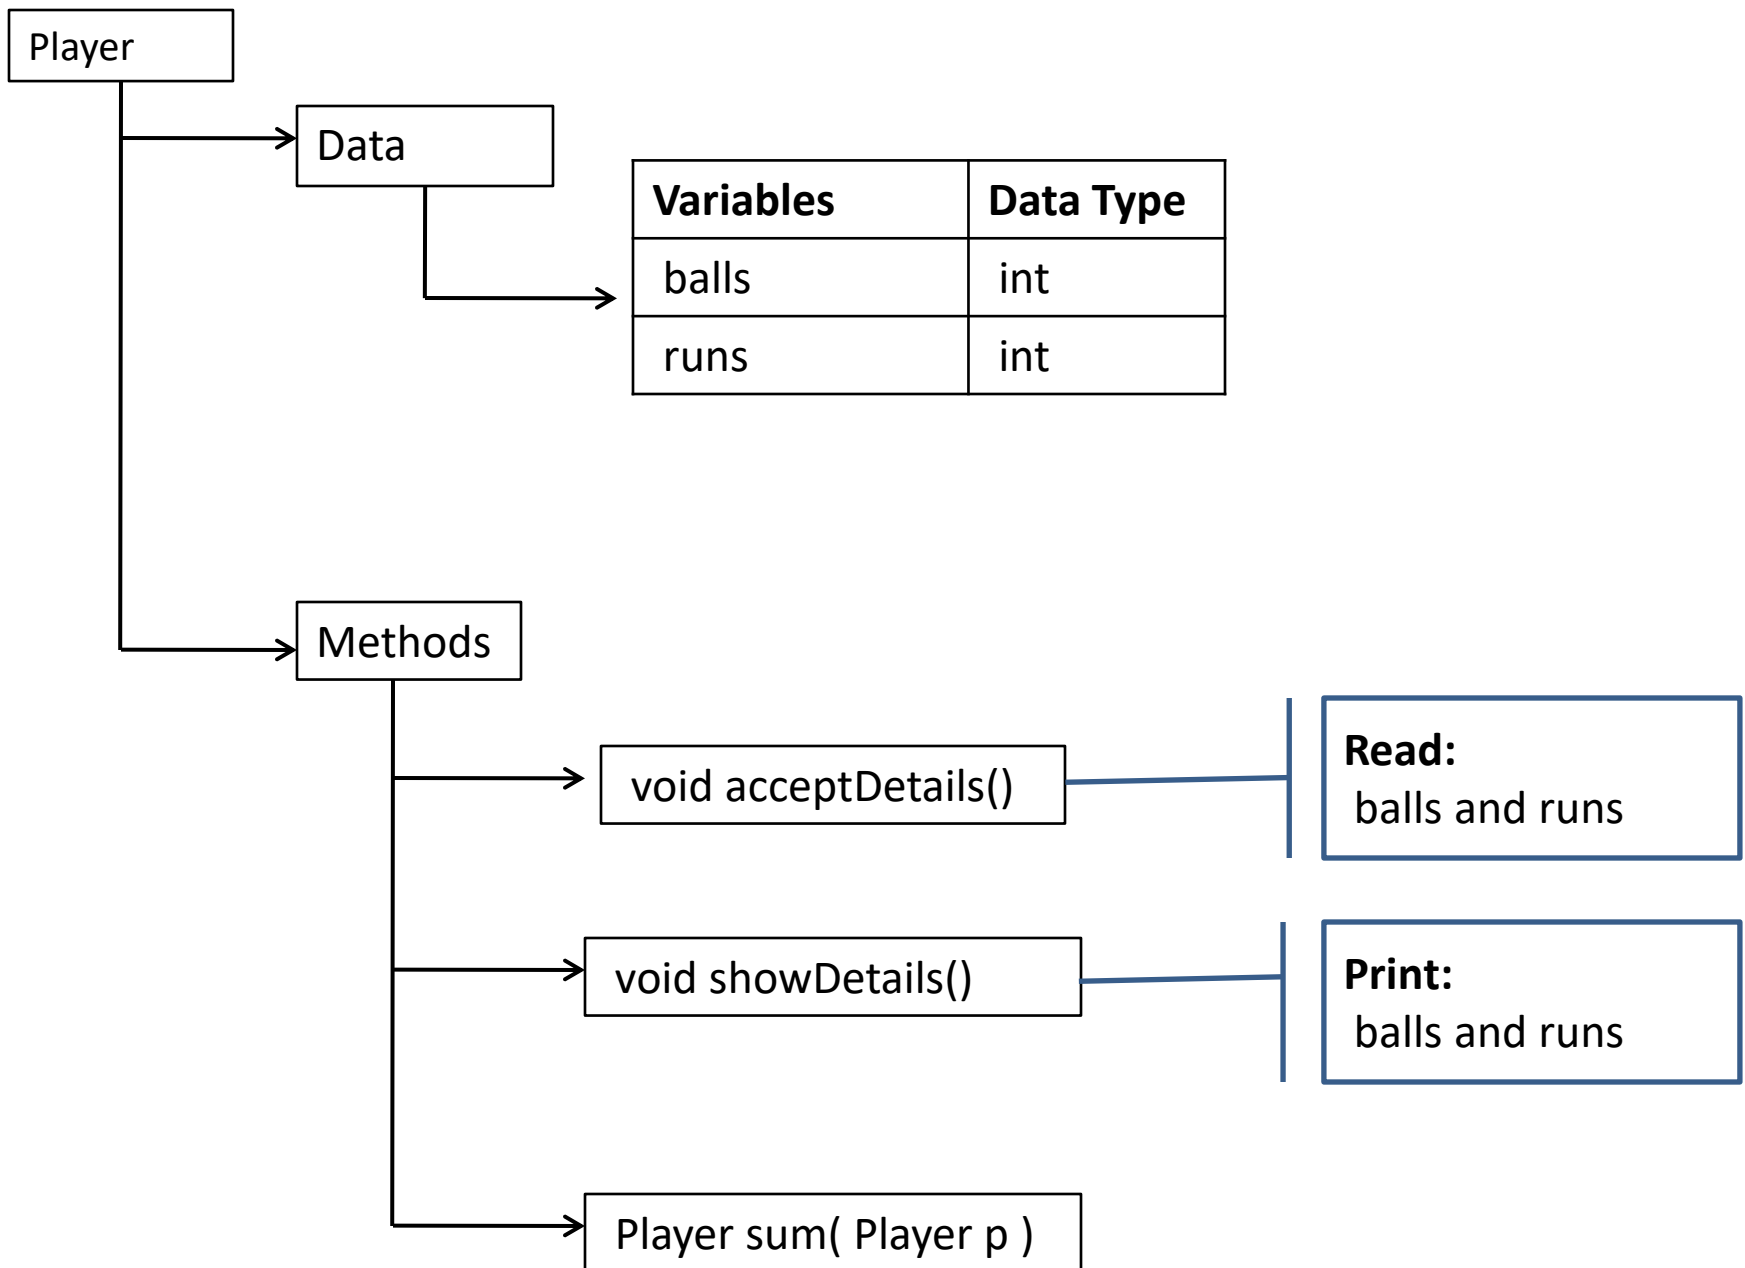 Player
Data
Variables Data Type
balls int
runs int
Methods
void acceptDetails()
Read:
balls and runs
void showDetails()
Print:
balls and runs
Player sum( Player p )